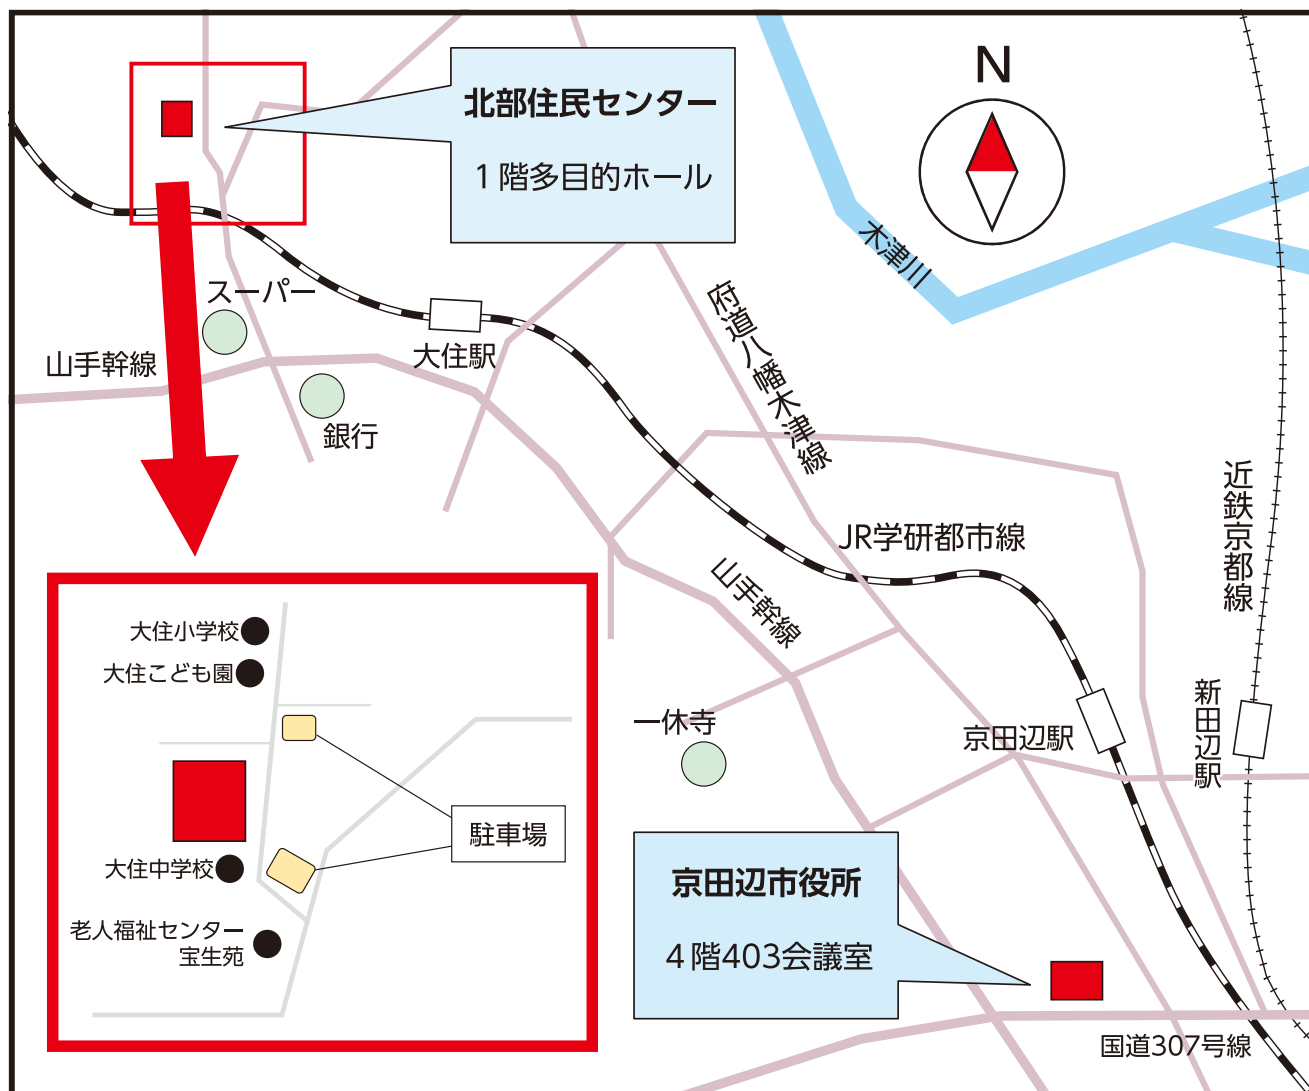 N
北部住民センター
1階多目的ホール
木津川
スーパー
府道八幡木津線
大住駅
山手幹線
銀行
近鉄京都線
JR学研都市線
山手幹線
大住小学校
大住こども園
新田辺駅
一休寺
京田辺駅
駐車場
大住中学校
京田辺市役所
老人福祉センター
宝生苑
4階403会議室
国道307号線